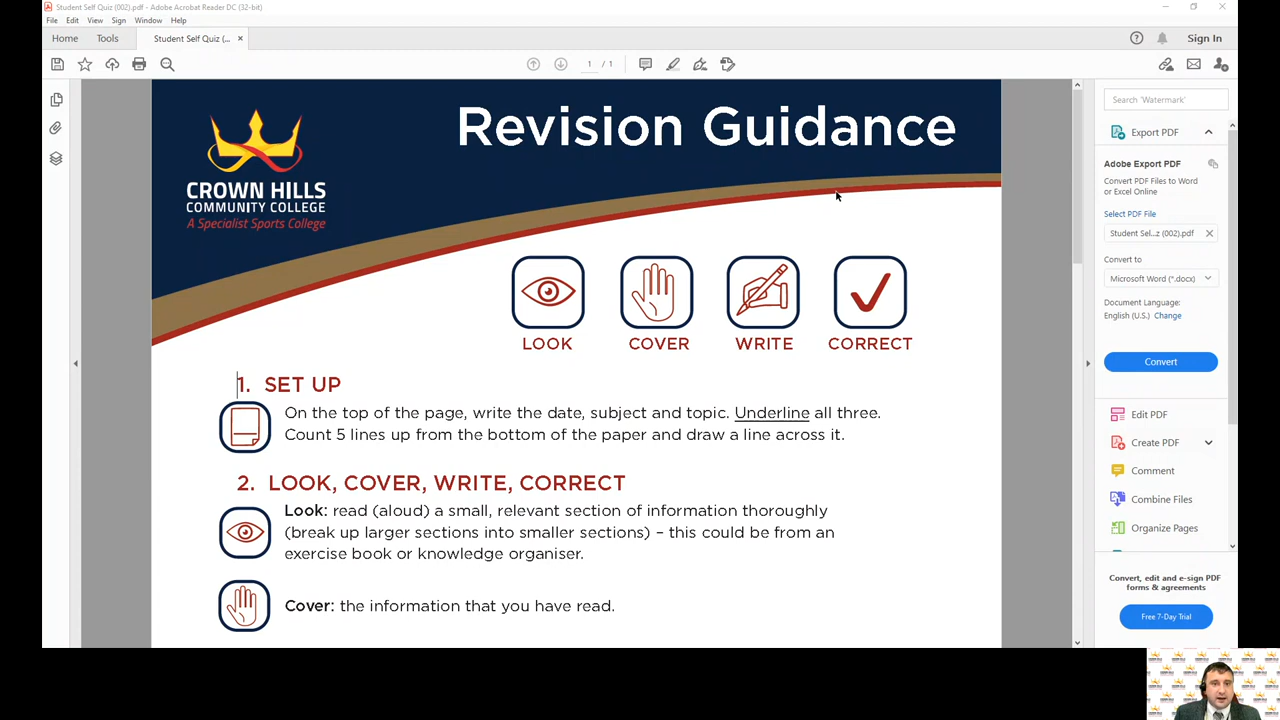 Student Self Quiz (002).pdf - Adobe Acrobat Reader DC (32-bit)
File Edit View Sign Window Help
Home Tools Student Self Quiz (... × Sign In
1 / 1
Search 'Watermark'
Export PDF
Adobe Export PDF
Convert PDF Files to Word
or Excel Online
Select PDF File
Student Sel...z (002).pdf
Convert to
Microsoft Word (*.docx)
Document Language:
English (U.S.) Change
Convert
Edit PDF
Create PDF
Comment
Combine Files
Organize Pages
Convert, edit and e-sign PDF
forms & agreements
Free 7-Day Trial
Revision Guidance
CROWN HILLS
COMMUNITY COLLEGE
A Specialist Sports College
LOOK COVER WRITE CORRECT
1. SET UP
On the top of the page, write the date, subject and topic. Underline all three.
Count 5 lines up from the bottom of the paper and draw a line across it.
2. LOOK, COVER, WRITE, CORRECT
Look: read (aloud) a small, relevant section of information thoroughly
(break up larger sections into smaller sections) – this could be from an
exercise book or knowledge organiser.
Cover: the information that you have read.